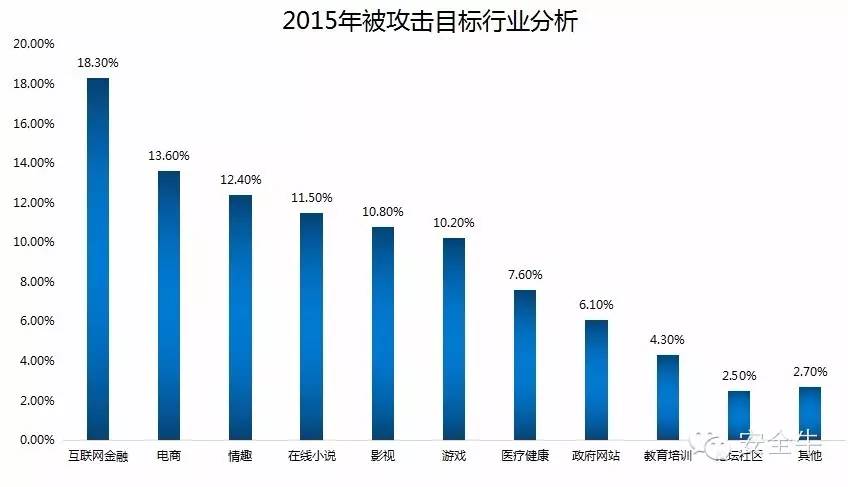 2015年被攻击目标行业分析
20.00%
18.00%
16.00%
14.00%
12.00%
10.00%
8.00%
6.00%
4.00%
2.00%
0.00%
18.30%
13.60%
12.40%
11.50%
10.80%
10.20%
7.60%
6.10%
4.30%
2.50%
2.70%
互联网金融
电商
情趣
在线小说
影视
游戏
医疗健康
政府网站
教育培训
论坛社区
其他
安全牛